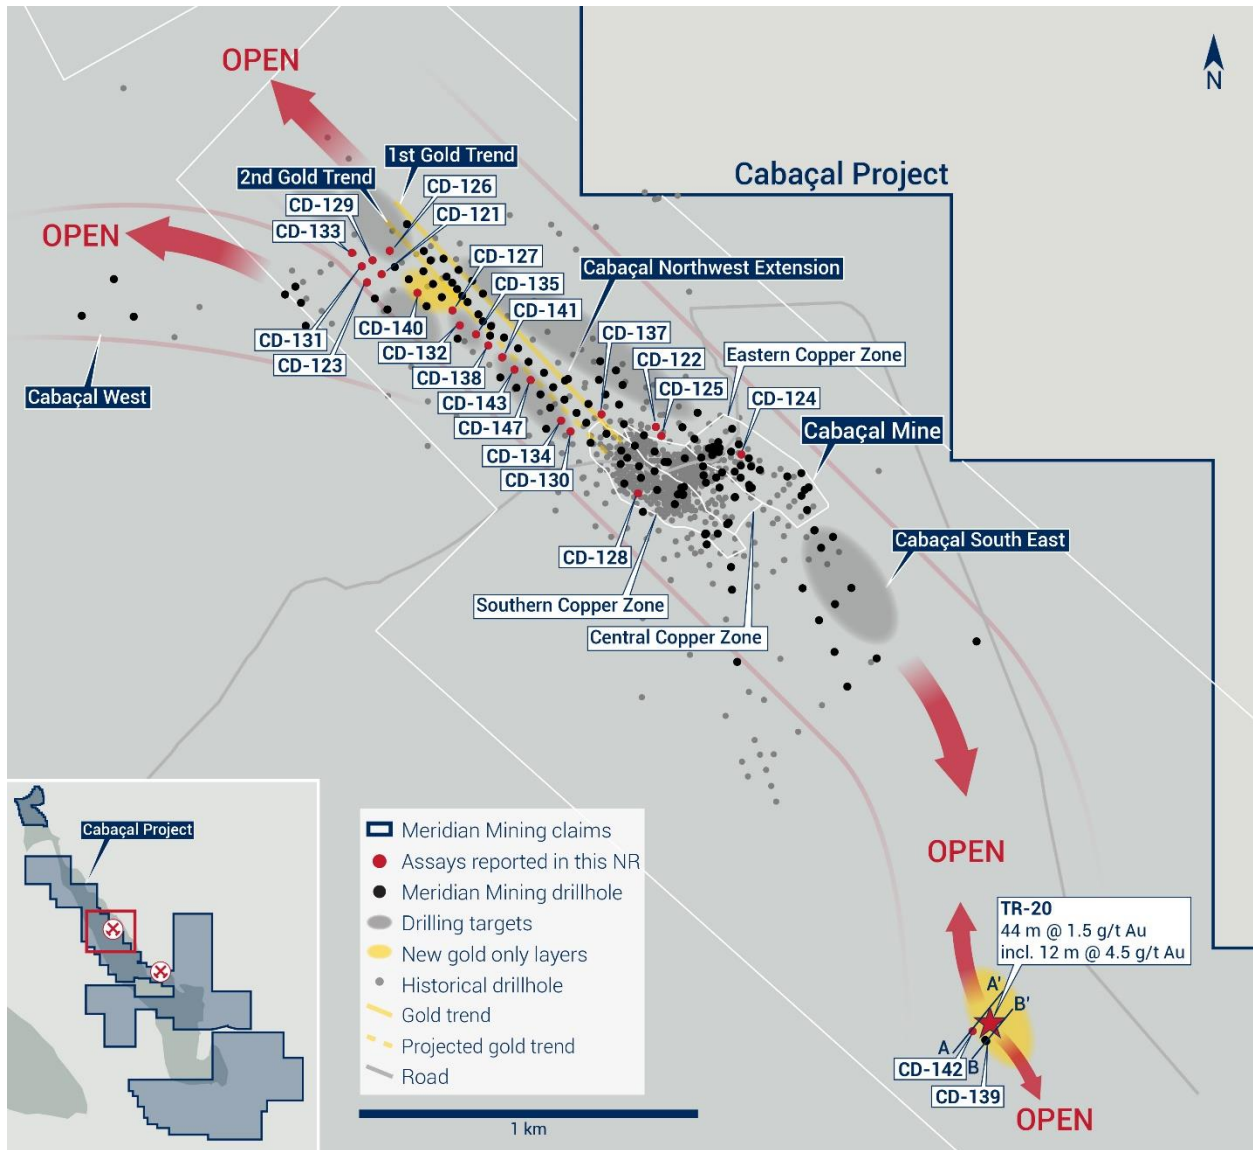 OPEN
N
1st Gold Trend
Cabaçal Project
2nd Gold Trend
CD-126
CD-129
CD-121
CD-133
OPEN
CD-127
Cabaçal Northwest Extension
CD-135
CD-141
CD-137
CD-131
CD-140
CD-122
Eastern Copper Zone
CD-123
CD-132
CD-138
CD-125
CD-124
Cabaçal West
CD-143
CD-147
Cabaçal Mine
CD-134
CD-130
CD-128
Cabaçal South East
Southern Copper Zone
Central Copper Zone
Cabaçal Project
Meridian Mining claims
Assays reported in this NR
Meridian Mining drillhole
Drilling targets
New gold only layers
Historical drillhole
Gold trend
Projected gold trend
Road
1 km
OPEN
TR-20
44 m @ 1.5 g/t Au
incl. 12 m @ 4.5 g/t Au
A'
B'
A
B
CD-142
CD-139
OPEN